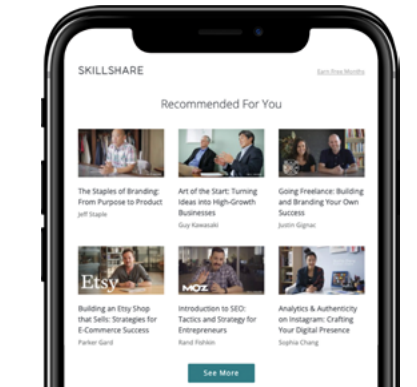 SKILLSHARE
Earn Free Months
Recommended For You
The Staples of Branding:
From Purpose to Product
Jeff Staple
Art of the Start: Turning
Ideas into High-Growth
Businesses
Guy Kawasaki
Going Freelance: Building
and Branding Your Own
Success
Justin Gignac
Etsy
Building an Etsy Shop
that Sells: Strategies for
E-Commerce Success
Parker Gard
MOZ
Introduction to SEO:
Tactics and Strategy for
Entrepreneurs
Rand Fishkin
Analytics & Authenticity
on Instagram: Crafting
Your Digital Presence
Sophia Chang
See More